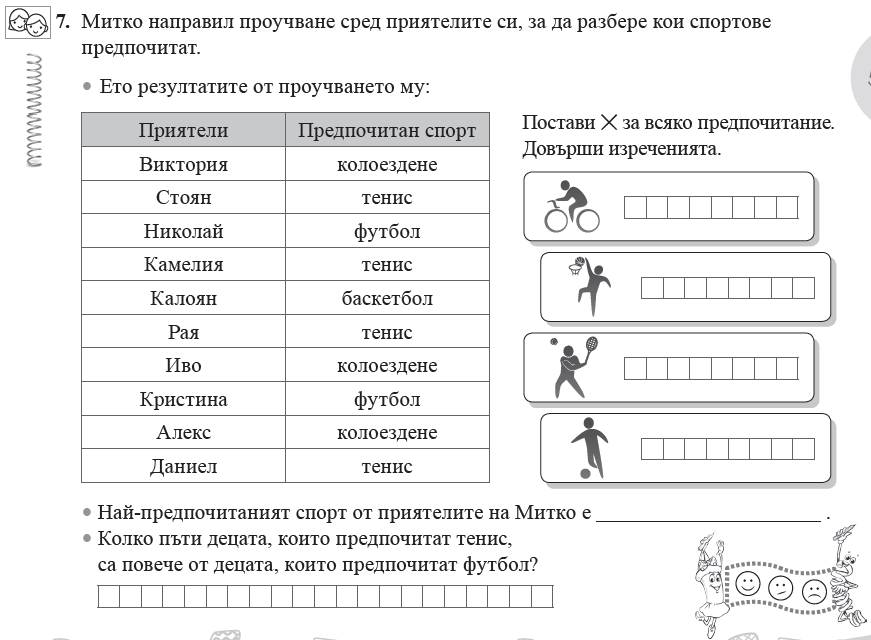 7. Митко направил проучване сред приятелите си, за да разбере кои спортове
предпочитат.
• Ето резултатите от проучването му:
Приятели Предпочитан спорт
Виктория колоездене
Стоян тенис
Николай футбол
Камелия тенис
Калоян баскетбол
Рая тенис
Иво колоездене
Кристина футбол
Алекс колоездене
Даниел тенис
Постави X за всяко предпочитание.
Довърши изреченията.
• Най-предпочитаният спорт от приятелите на Митко е ______________________ .
• Колко пъти децата, които предпочитат тенис,
са повече от децата, които предпочитат футбол?